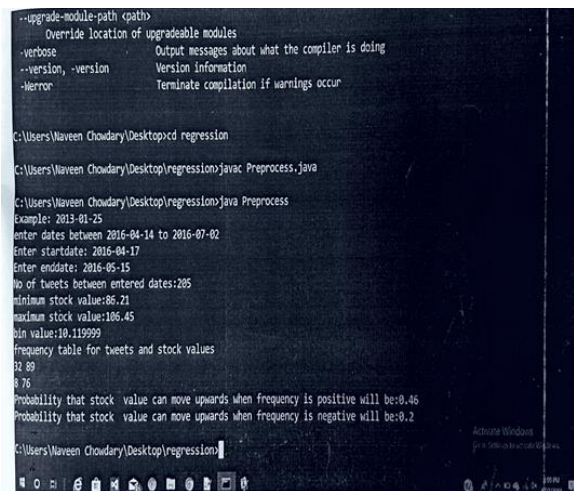 --upgrade-module-path <path>
Override location of upgradeable modules
-verbose Output messages about what the compiler is doing
--version, -version Version information
-Werror Terminate compilation if warnings occur
C:\Users\Naveen Chowdary\Desktop>cd regression
C:\Users\Naveen Chowdary\Desktop\regression>javac Preprocess.java
C:\Users\Naveen Chowdary\Desktop\regression>java Preprocess
Example: 2013-01-25
enter dates between 2016-04-14 to 2016-07-02
Enter startdate: 2016-04-17
Enter enddate: 2016-05-15
No of tweets between entered dates:205
minimum stock value:86.21
maximum stock value:106.45
bin value:10.119999
frequency table for tweets and stock values
32 89
8 76
Probability that stock value can move upwards when frequency is positive will be:0.46
Probability that stock value can move upwards when frequency is negative will be:0.2
Activate Windows
Go to Settings to activate Windows.
C:\Users\Naveen Chowdary\Desktop\regression>